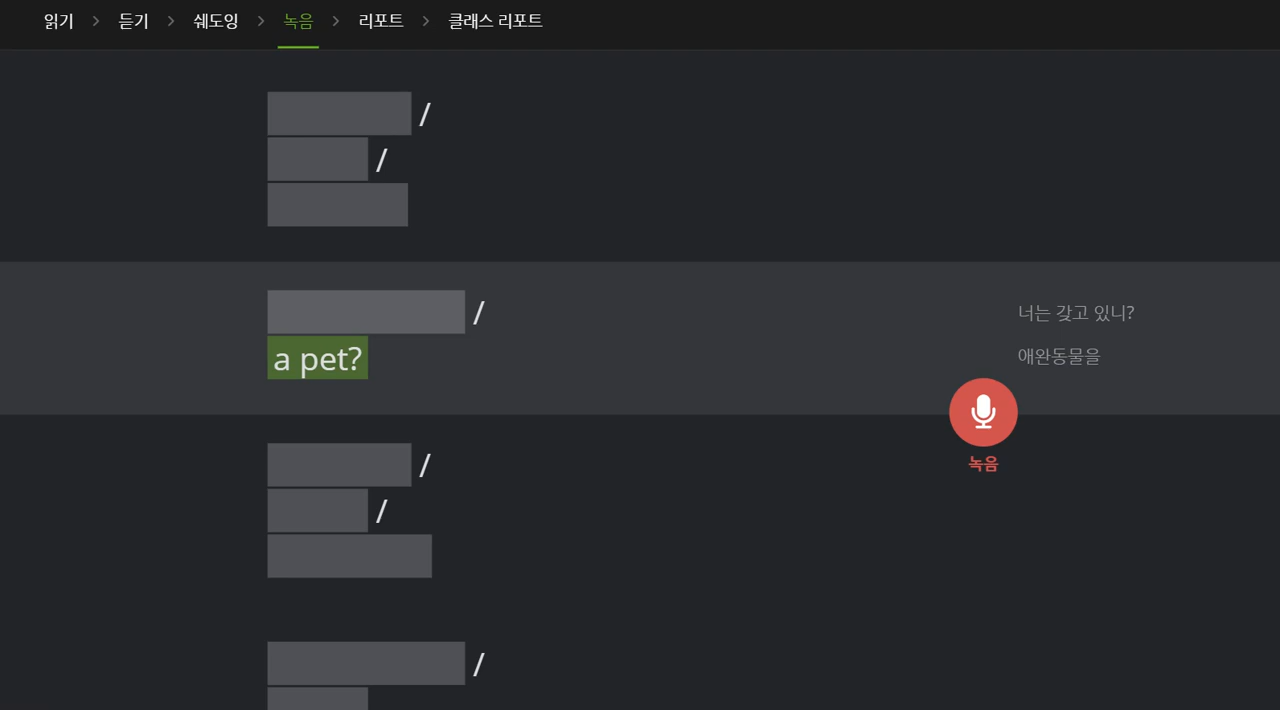 읽기 > 듣기 > 쉐도잉 > 녹음 > 리포트 > 클래스 리포트
/
/
/
너는 갖고 있니?
a pet?
애완동물을
녹음
/
/
/